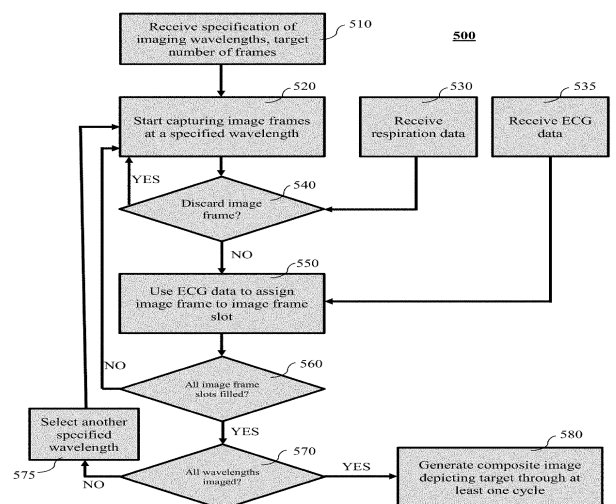 Receive specification of
imaging wavelengths, target
number of frames
510
500
520
Start capturing image frames
at a specified wavelength
530
Receive
respiration data
535
Receive ECG
data
YES
540
Discard image
frame?
NO
550
Use ECG data to assign
image frame to image frame
slot
560
All image frame
slots filled?
NO
YES
Select another
specified
wavelength
575
570
All wavelengths
imaged?
NO
YES
580
Generate composite image
depicting target through at
least one cycle